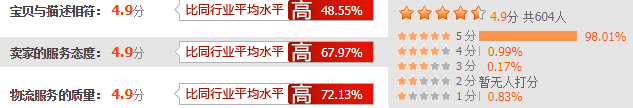 宝贝与描述相符： 4.9分 比同行业平均水平 高 48.55%
卖家的服务态度： 4.9分 比同行业平均水平 高 67.97%
物流服务的质量： 4.9分 比同行业平均水平 高 72.13%
4.9分 共604人
5分 98.01%
4分 0.99%
3分 0.17%
2分 暂无人打分
1分 0.83%